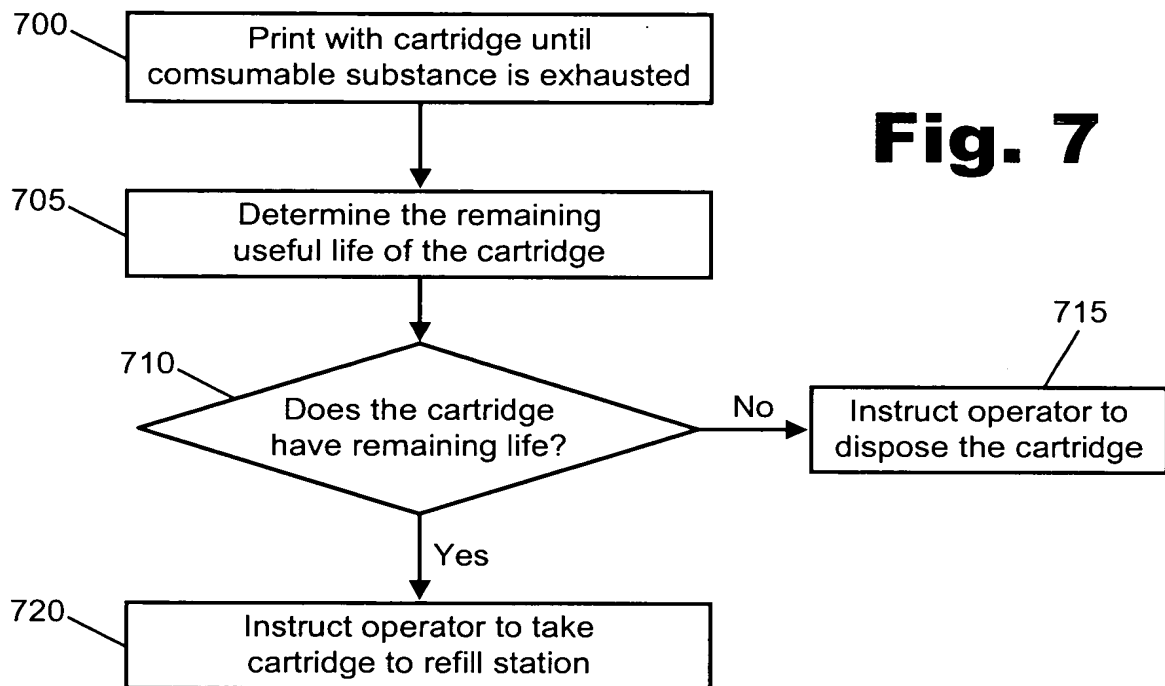 700
Print with cartridge until
comsumable substance is exhausted
Fig. 7
705
Determine the remaining
useful life of the cartridge
710
Does the cartridge
have remaining life?
No
715
Instruct operator to
dispose the cartridge
Yes
720
Instruct operator to take
cartridge to refill station